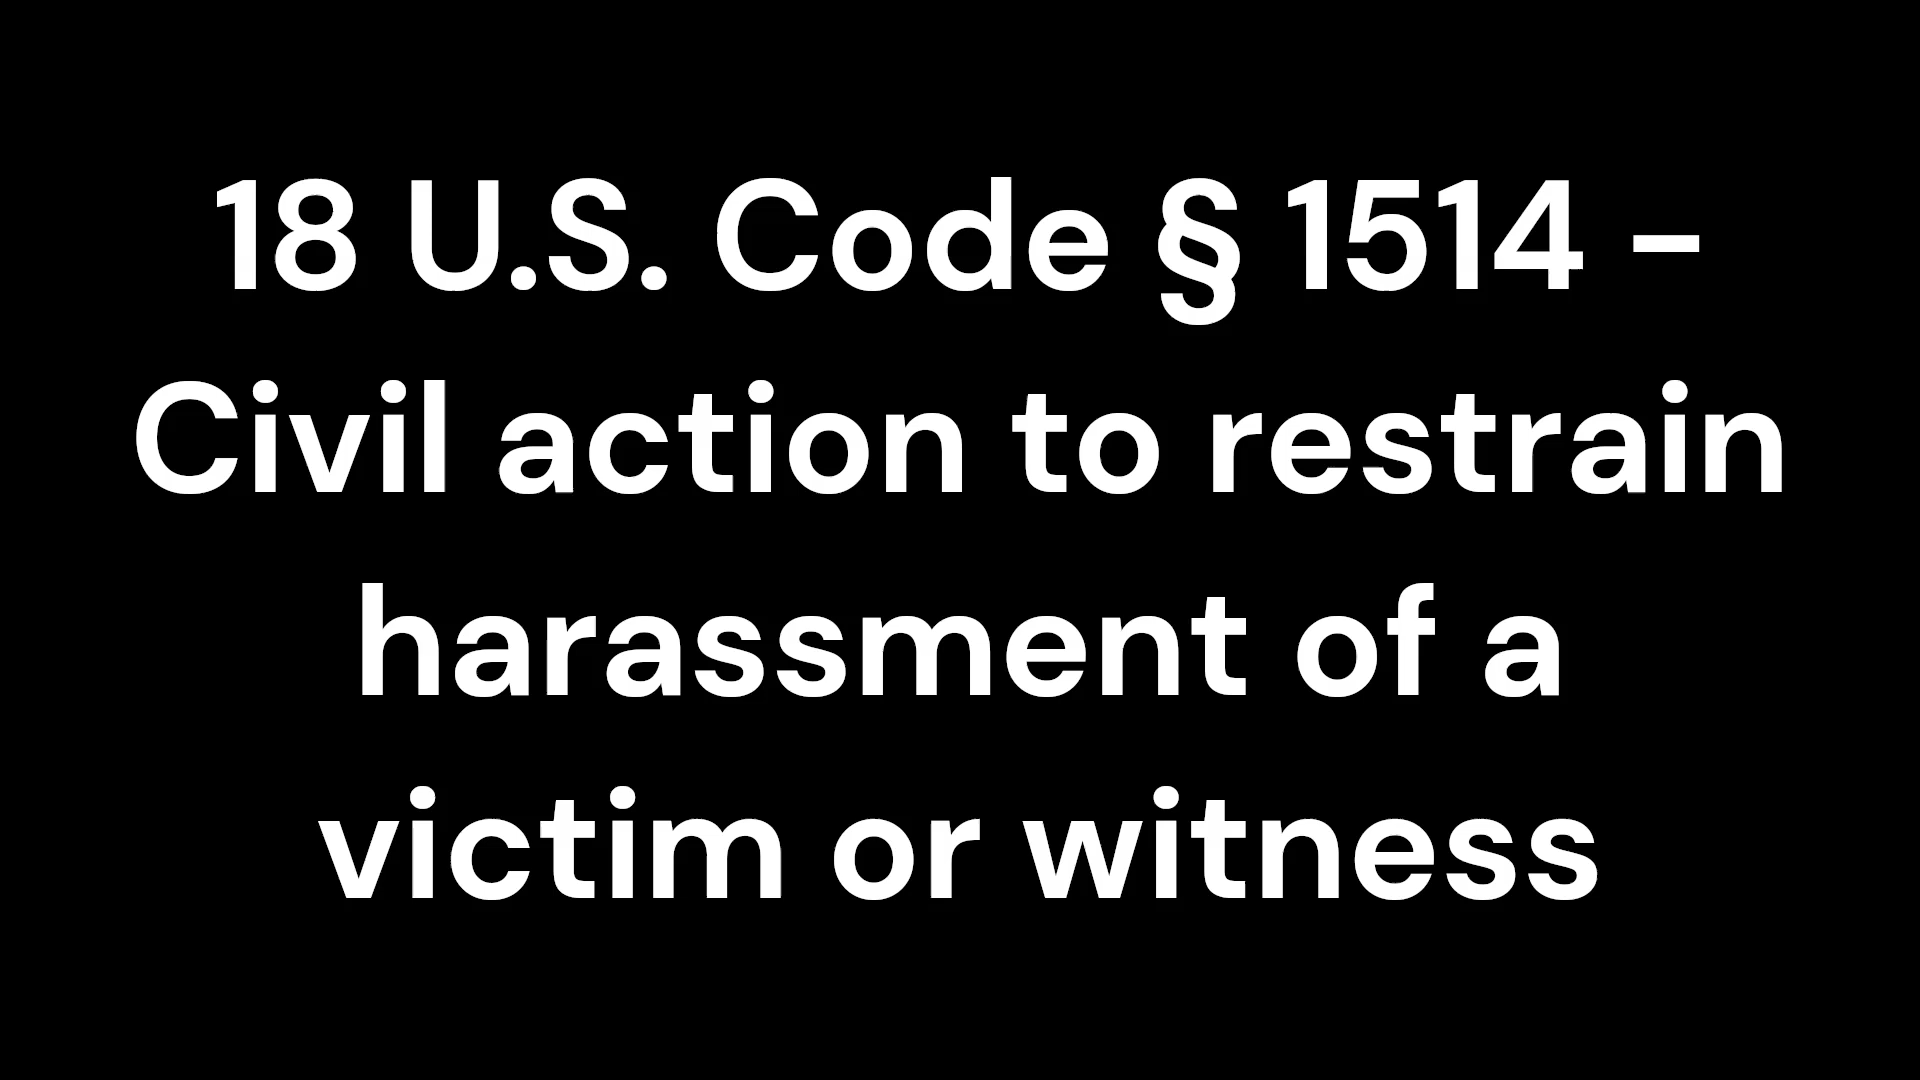 18 U.S. Code § 1514 –
Civil action to restrain
harassment of a
victim or witness